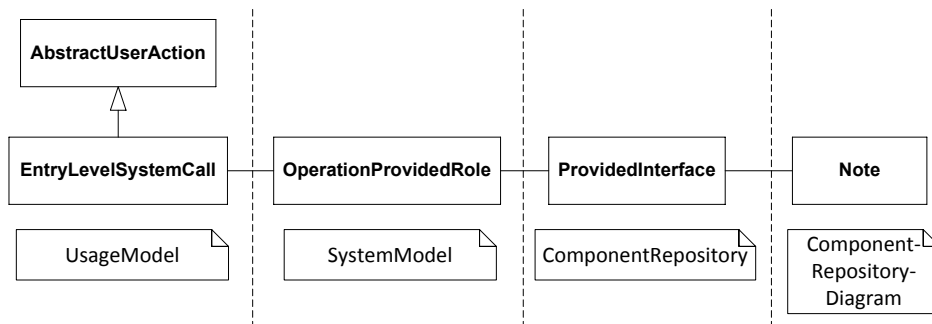 AbstractUserAction
EntryLevelSystemCall
OperationProvidedRole
ProvidedInterface
Note
UsageModel
SystemModel
ComponentRepository
Component-
Repository-
Diagram